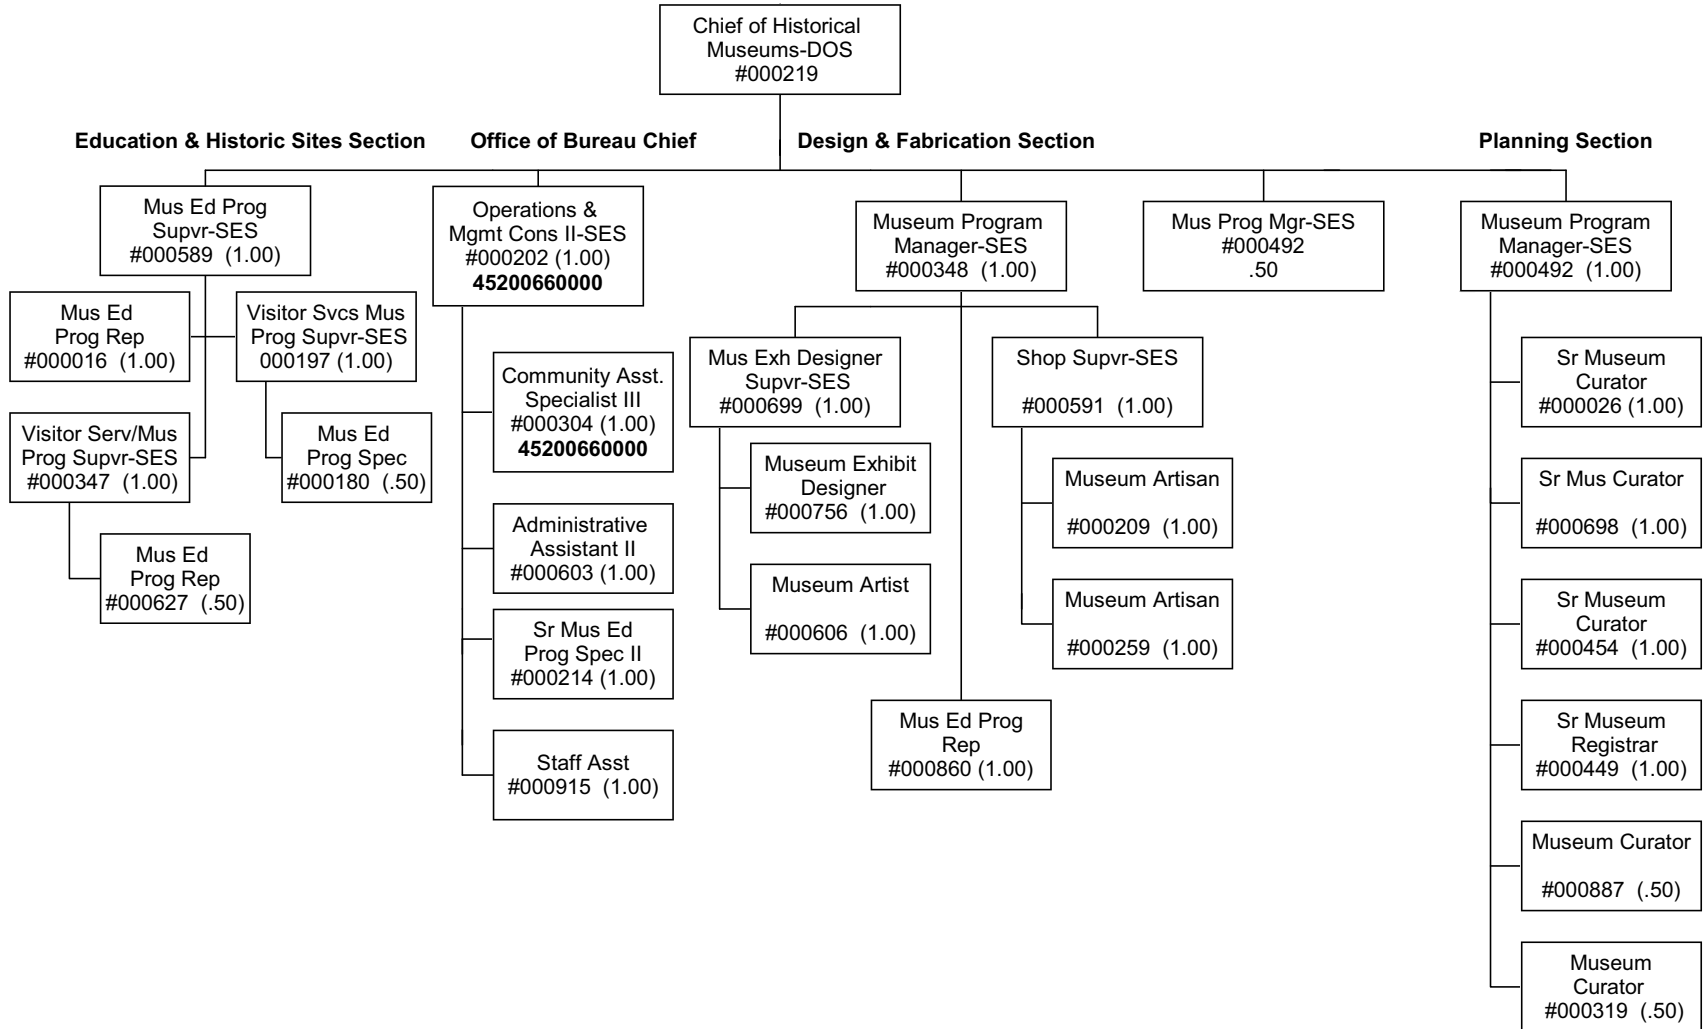 Chief of Historical
Museums-DOS
#000219
Education & Historic Sites Section
Office of Bureau Chief
Design & Fabrication Section
Planning Section
Mus Ed Prog
Supvr-SES
#000589 (1.00)
Mus Ed
Prog Rep
#000016 (1.00)
Visitor Svcs Mus
Prog Supvr-SES
000197 (1.00)
Visitor Serv/Mus
Prog Supvr-SES
#000347 (1.00)
Mus Ed
Prog Spec
#000180 (.50)
Mus Ed
Prog Rep
#000627 (.50)
Operations &
Mgmt Cons II-SES
#000202 (1.00)
45200660000
Community Asst.
Specialist III
#000304 (1.00)
45200660000
Administrative
Assistant II
#000603 (1.00)
Sr Mus Ed
Prog Spec II
#000214 (1.00)
Staff Asst
#000915 (1.00)
Museum Program
Manager-SES
#000348 (1.00)
Mus Exh Designer
Supvr-SES
#000699 (1.00)
Museum Exhibit
Designer
#000756 (1.00)
Museum Artist
#000606 (1.00)
Shop Supvr-SES
#000591 (1.00)
Museum Artisan
#000209 (1.00)
Museum Artisan
#000259 (1.00)
Mus Ed Prog
Rep
#000860 (1.00)
Mus Prog Mgr-SES
#000492
.50
Museum Program
Manager-SES
#000492 (1.00)
Sr Museum
Curator
#000026 (1.00)
Sr Mus Curator
#000698 (1.00)
Sr Museum
Curator
#000454 (1.00)
Sr Museum
Registrar
#000449 (1.00)
Museum Curator
#000887 (.50)
Museum
Curator
#000319 (.50)